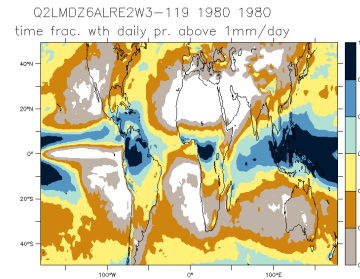 Q2LMDZ6ALRE2W3-119 1980 1980
time frac. wth daily pr. above 1mm/day
40°N
20°N
0°
20°S
40°S
100°W
0°
100°E